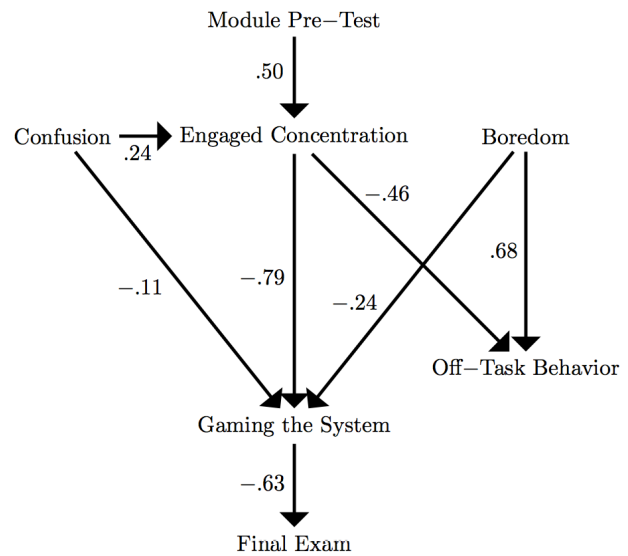 Module Pre−Test
.50
Confusion
.24
Engaged Concentration
Boredom
−.46
.68
−.79
−.11
−.24
Off−Task Behavior
Gaming the System
−.63
Final Exam